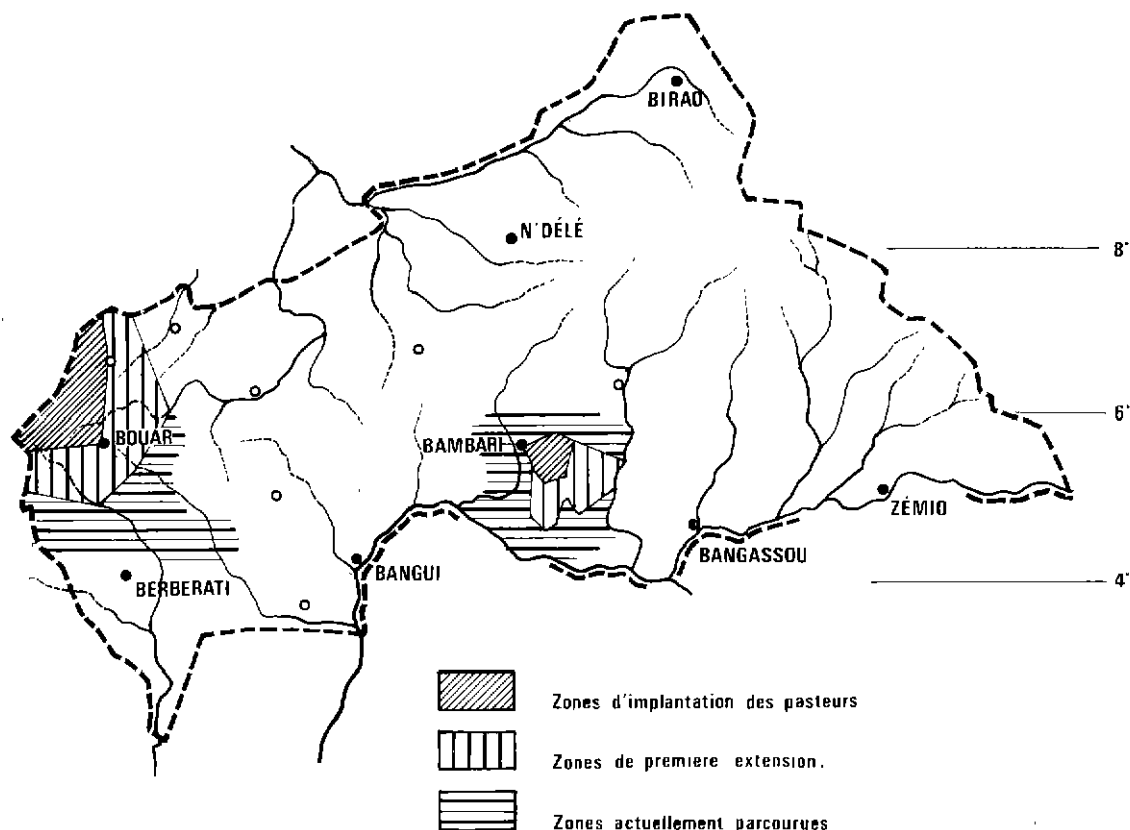 BIRAO
N'DÉLÉ
8°
6°
BOUAR
BAMBARI
ZÉMIO
BANGASSOU
BANGUI
BERBERATI
4°
Zones d'implantation des pasteurs
Zones de premiere extension.
Zones actuellement parcourues